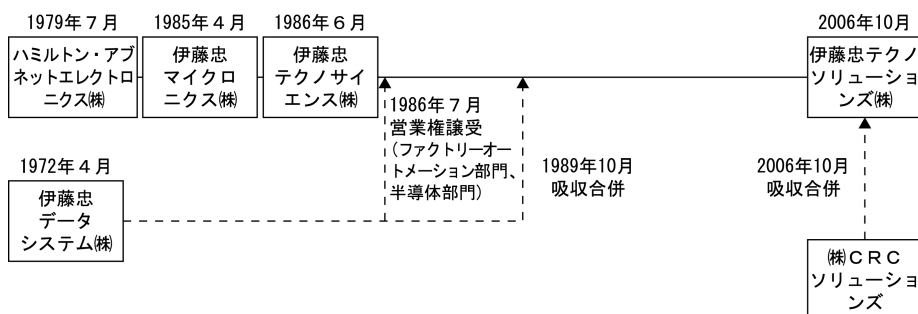 1979年7月
ハミルトン・アブ
ネットエレクトロ
ニクス㈱
1985年4月
伊藤忠
マイクロ
ニクス㈱
1986年6月
伊藤忠
テクノサイ
エンス㈱
2006年10月
伊藤忠テクノ
ソリューショ
ンズ㈱
1986年7月
営業権譲受
(ファクトリーオー
トメーション部門、
半導体部門)
1989年10月
吸収合併
2006年10月
吸収合併
1972年4月
伊藤忠
データ
システム㈱
㈱ＣＲＣ
ソリューショ
ンズ